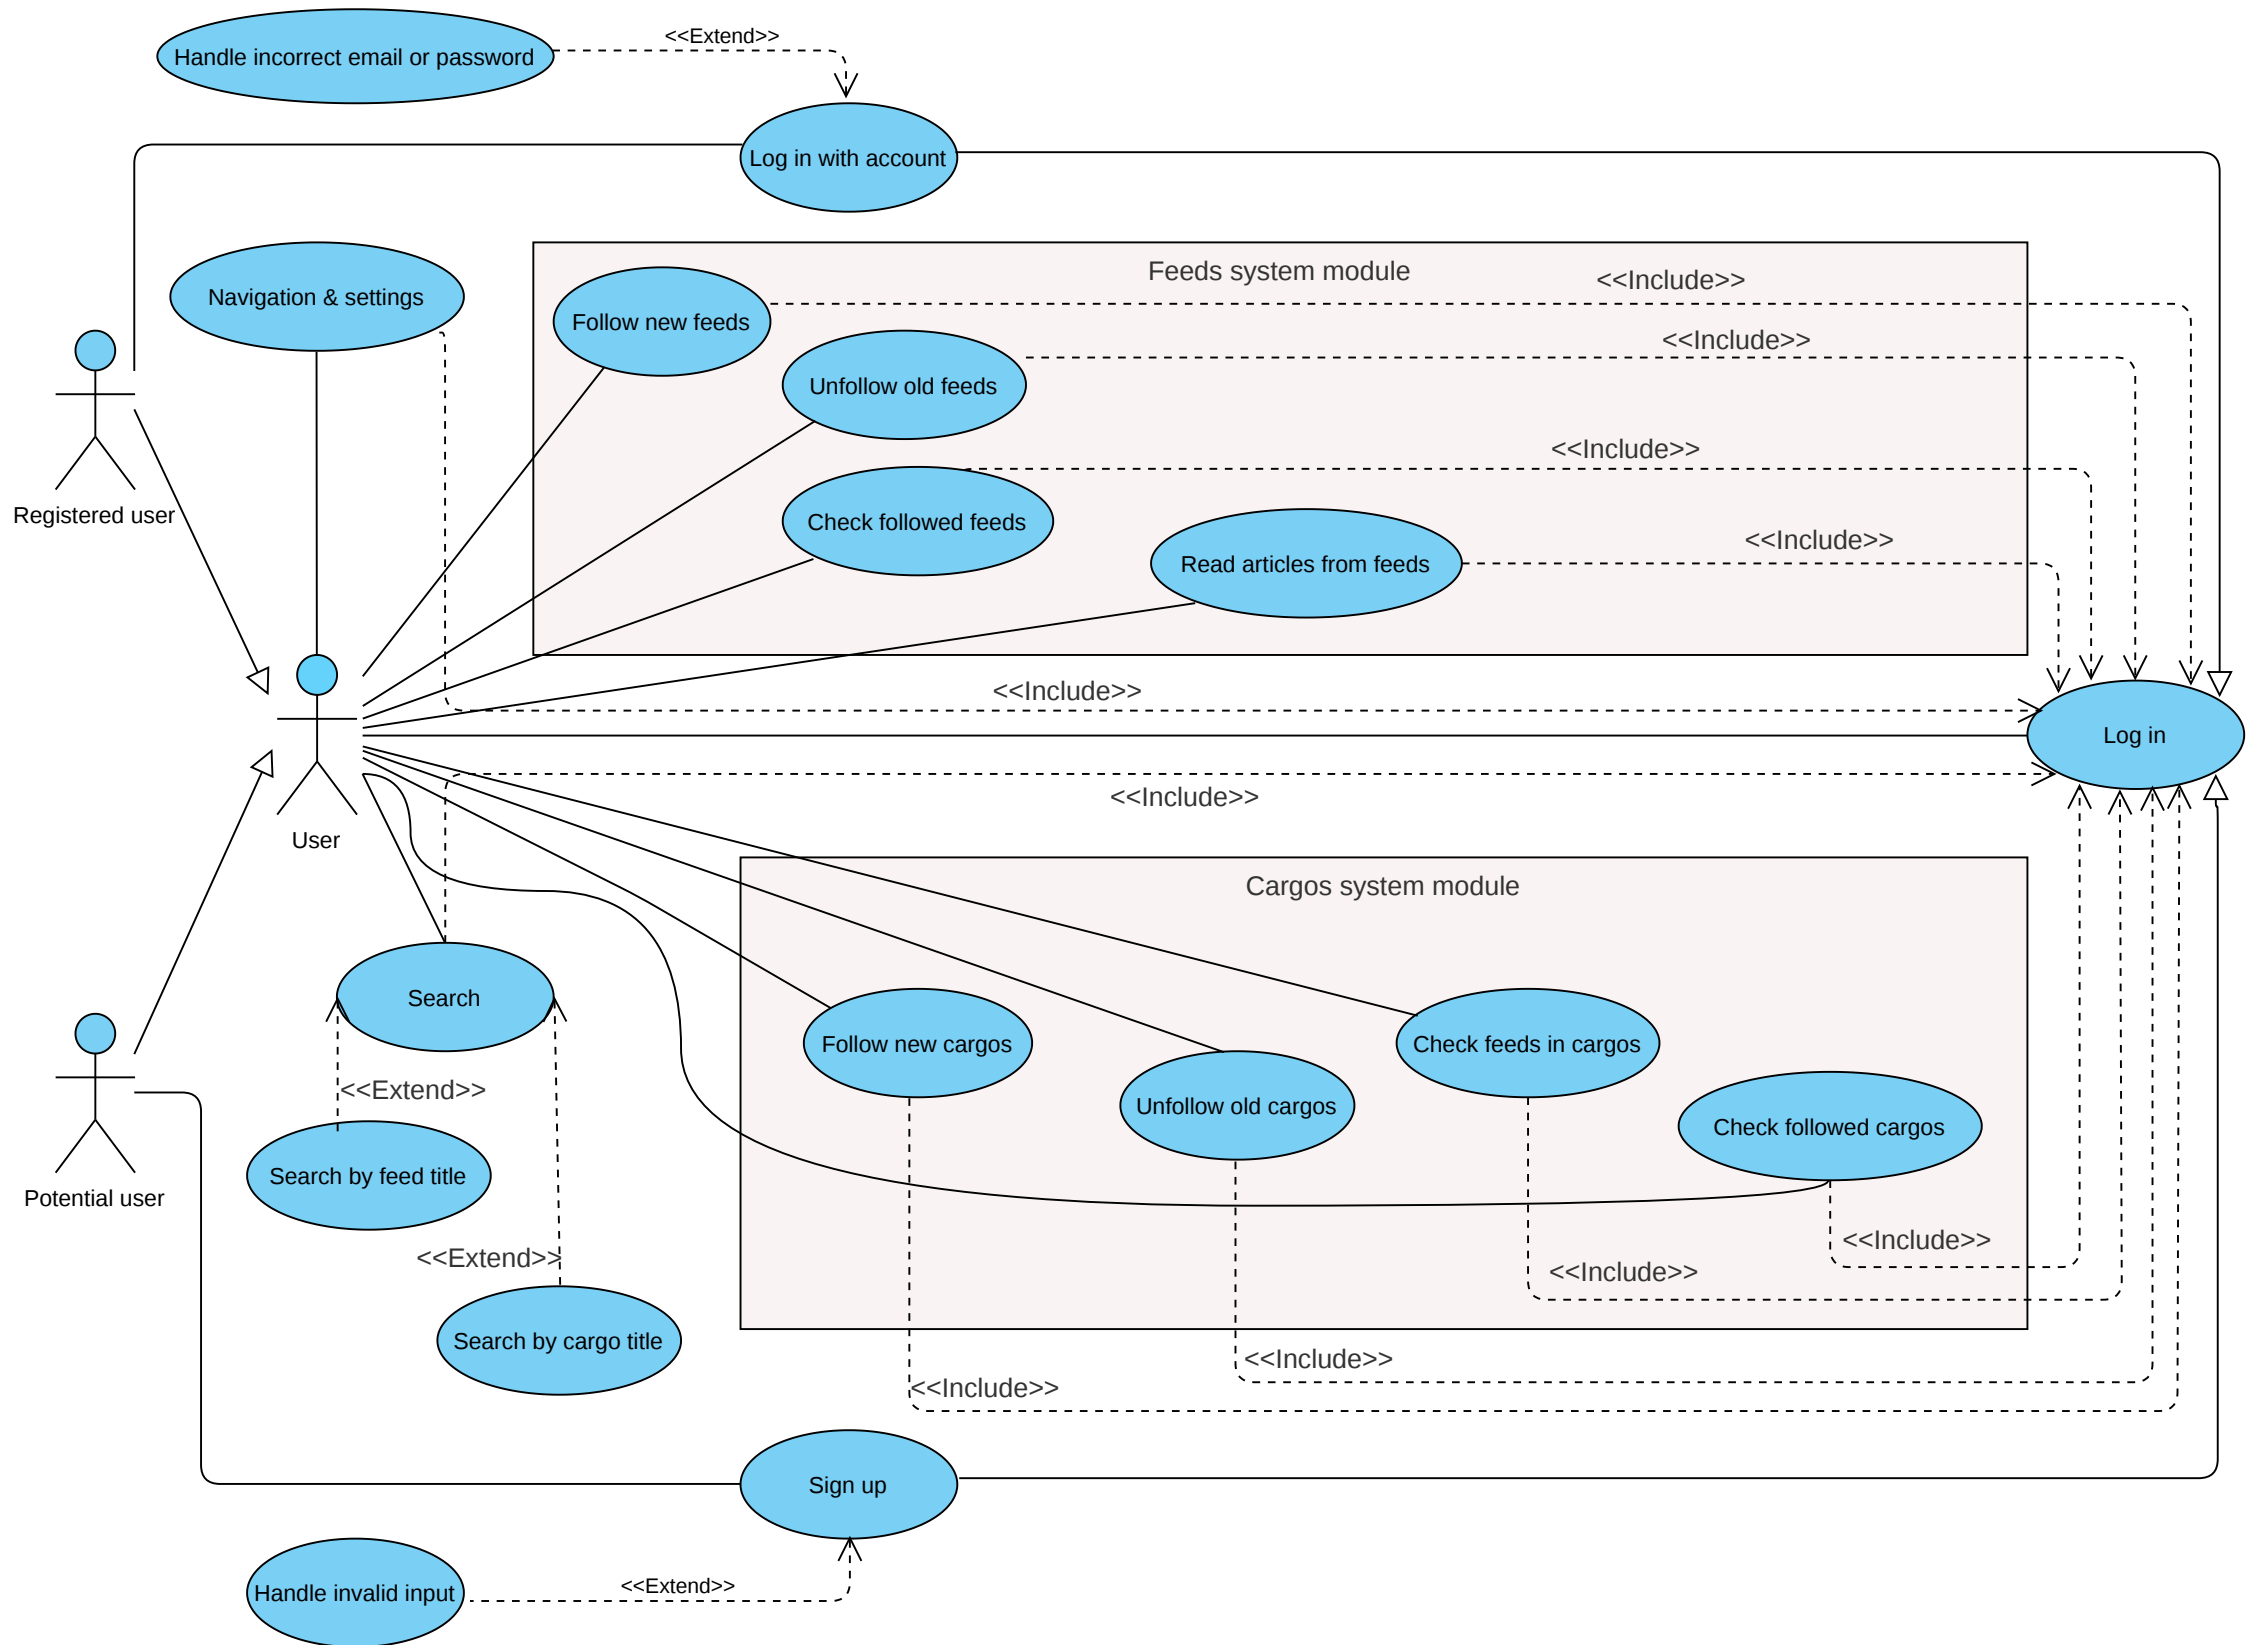 <<Extend>>
Handle incorrect email or password
Log in with account
Feeds system module
<<Include>>
Navigation & settings
Follow new feeds
<<Include>>
Unfollow old feeds
<<Include>>
Registered user
Check followed feeds
<<Include>>
Read articles from feeds
<<Include>>
Log in
<<Include>>
User
Cargos system module
Search
Follow new cargos
Check feeds in cargos
<<Extend>>
Unfollow old cargos
Check followed cargos
Search by feed title
Potential user
<<Include>>
<<Extend>>
<<Include>>
Search by cargo title
<<Include>>
<<Include>>
Sign up
<<Extend>>
Handle invalid input